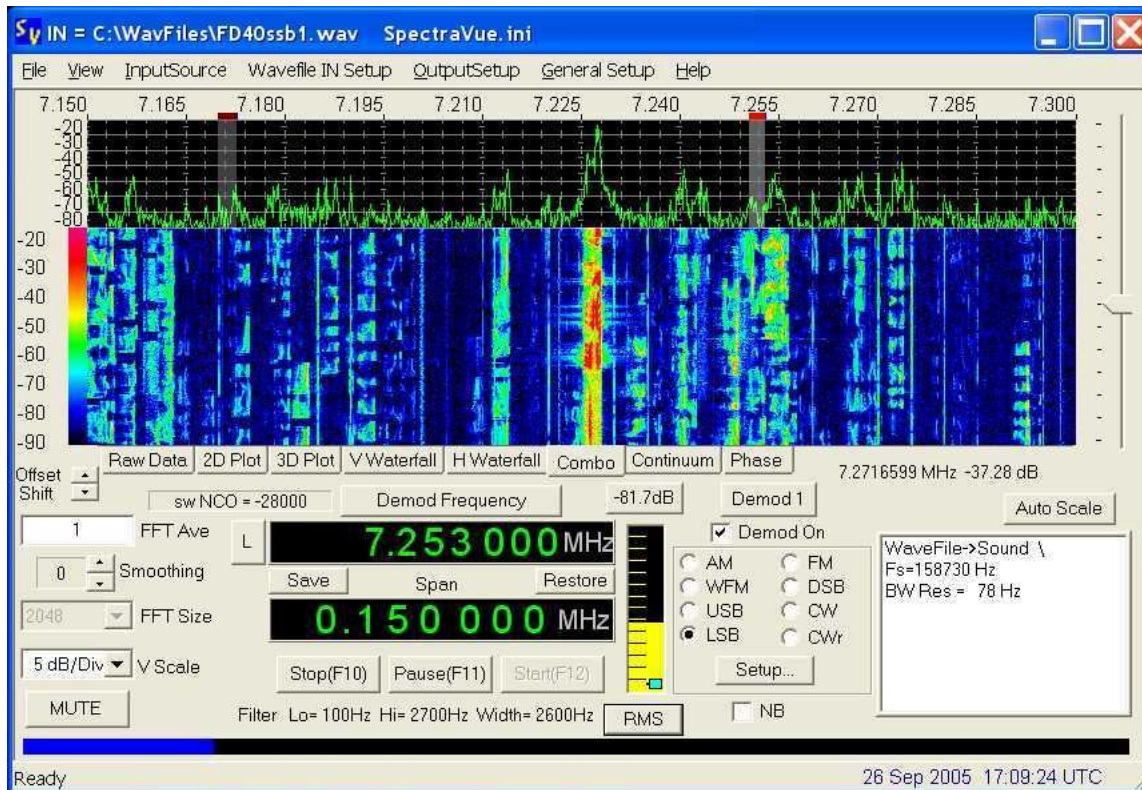 SV IN = C:\WavFiles\FD40ssb1.wav SpectraVue.ini
File View InputSource Wavefile IN Setup OutputSetup General Setup Help
7.150 7.165 7.180 7.195 7.210 7.225 7.240 7.255 7.270 7.285 7.300
-20
-30
-40
-50
-60
-70
-80
-20
-30
-40
-50
-60
-70
-80
-90
Raw Data 2D Plot 3D Plot V Waterfall H Waterfall Combo Continuum Phase
7.2716599 MHz -37.28 dB
Offset
Shift
sw NCO = -28000 Demod Frequency -81.7dB Demod 1 Auto Scale
1 FFT Ave L 7.253 000 MHz Demod On
0 Smoothing Save Span Restore
2048 FFT Size 0.150 000 MHz
AM FM
WFM DSB
USB CW
LSB CWr
WaveFile->Sound \
Fs=158730 Hz
BW Res = 78 Hz
5 dB/Div V Scale Stop(F10) Pause(F11) Start(F12) Setup...
MUTE Filter Lo= 100Hz Hi= 2700Hz Width= 2600Hz RMS NB
Ready 26 Sep 2005 17:09:24 UTC